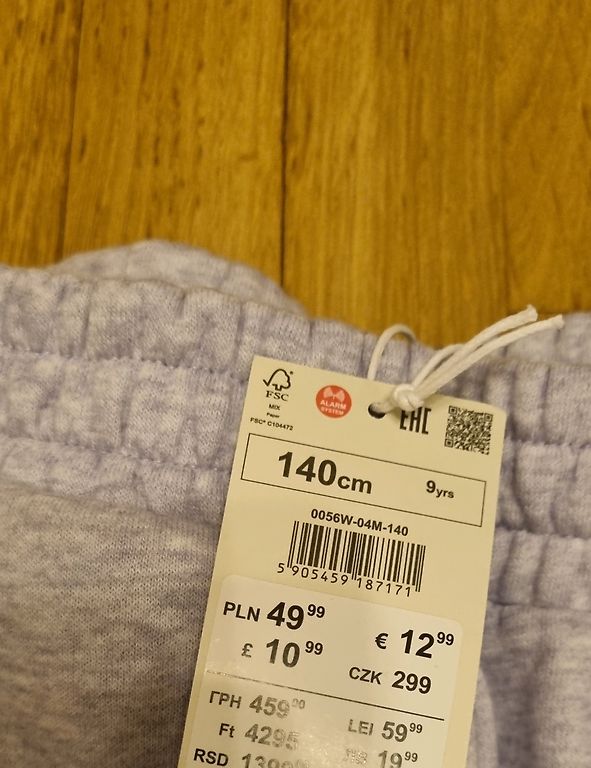 FSC
MIX
Paper
FSC® C104472
ALARM
SYSTEM
EAC
140cm 9yrs
0056W-04M-140
5 905459 187171
PLN 49 99
€ 12 99
£ 10 99
CZK 299
ГРН 459 00
LEI 59 99
Ft 4295
19 99
RSD